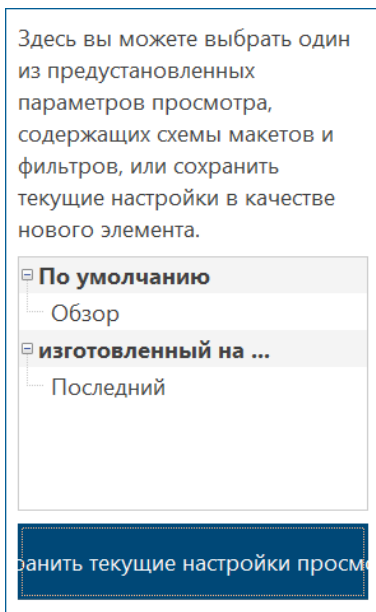 Здесь вы можете выбрать один
из предустановленных
параметров просмотра,
содержащих схемы макетов и
фильтров, или сохранить
текущие настройки в качестве
нового элемента.
По умолчанию
Обзор
изготовленный на ...
Последний
ранить текущие настройки просм